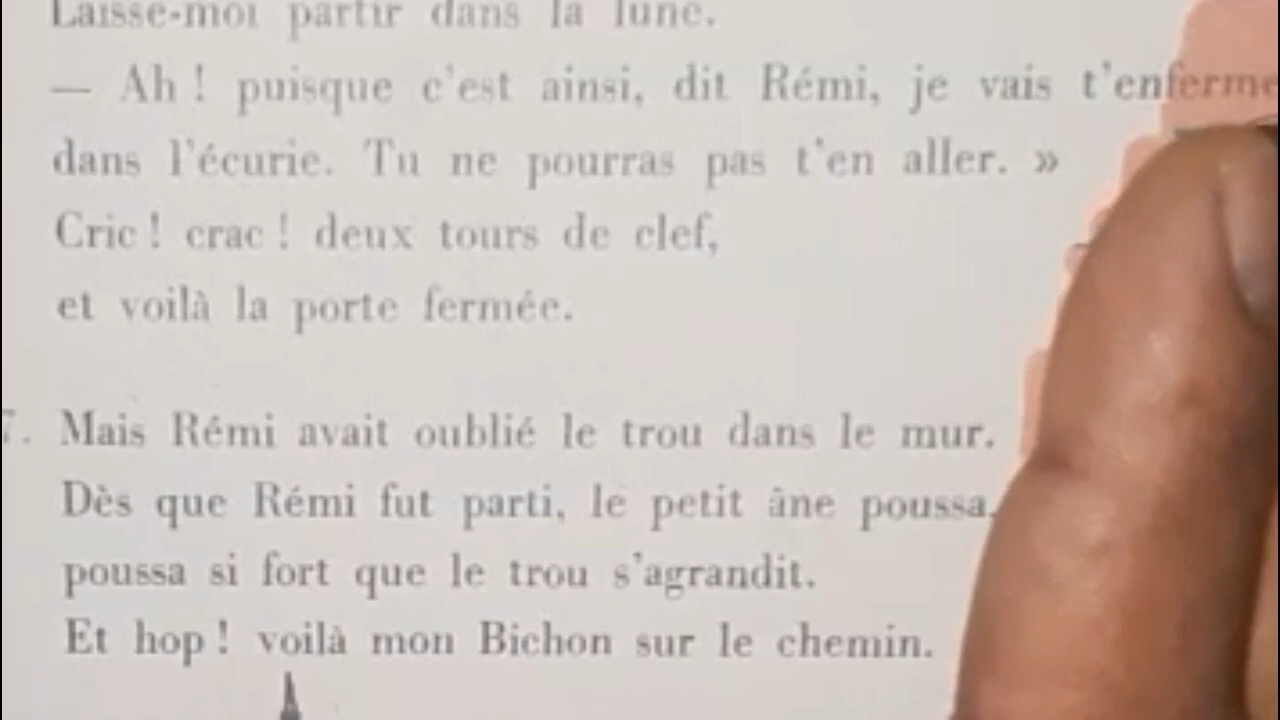 Laisse-moi partir dans la lune.
— Ah ! puisque c'est ainsi, dit Rémi, je vais t'enferme
dans l'écurie. Tu ne pourras pas t'en aller. »
Cric ! crac ! deux tours de clef,
et voilà la porte fermée.
7. Mais Rémi avait oublié le trou dans le mur.
Dès que Rémi fut parti, le petit âne poussa,
poussa si fort que le trou s'agrandit.
Et hop ! voilà mon Bichon sur le chemin.